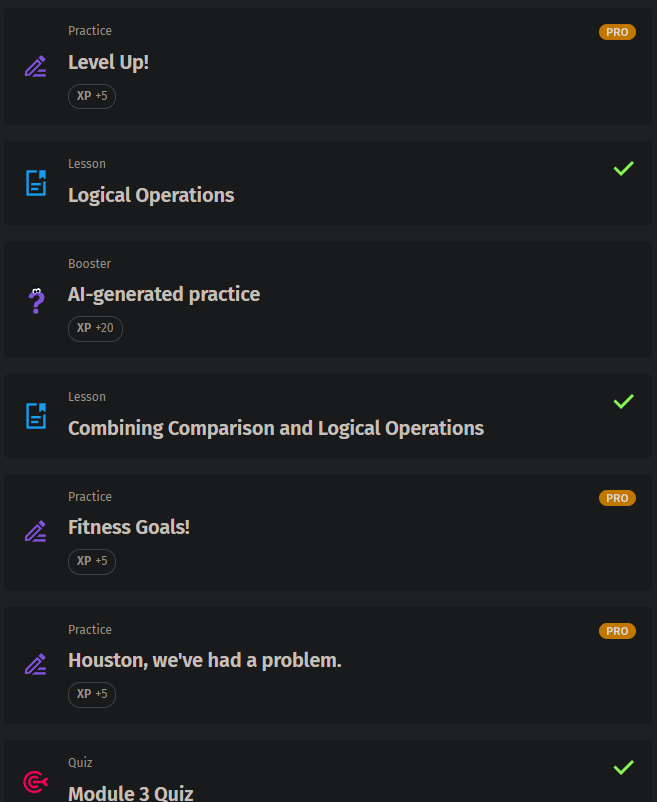 Practice
PRO
Level Up!
XP +5
Lesson
Logical Operations
Booster
AI-generated practice
XP +20
Lesson
Combining Comparison and Logical Operations
Practice
PRO
Fitness Goals!
XP +5
Practice
PRO
Houston, we've had a problem.
XP +5
Quiz
Module 3 Quiz